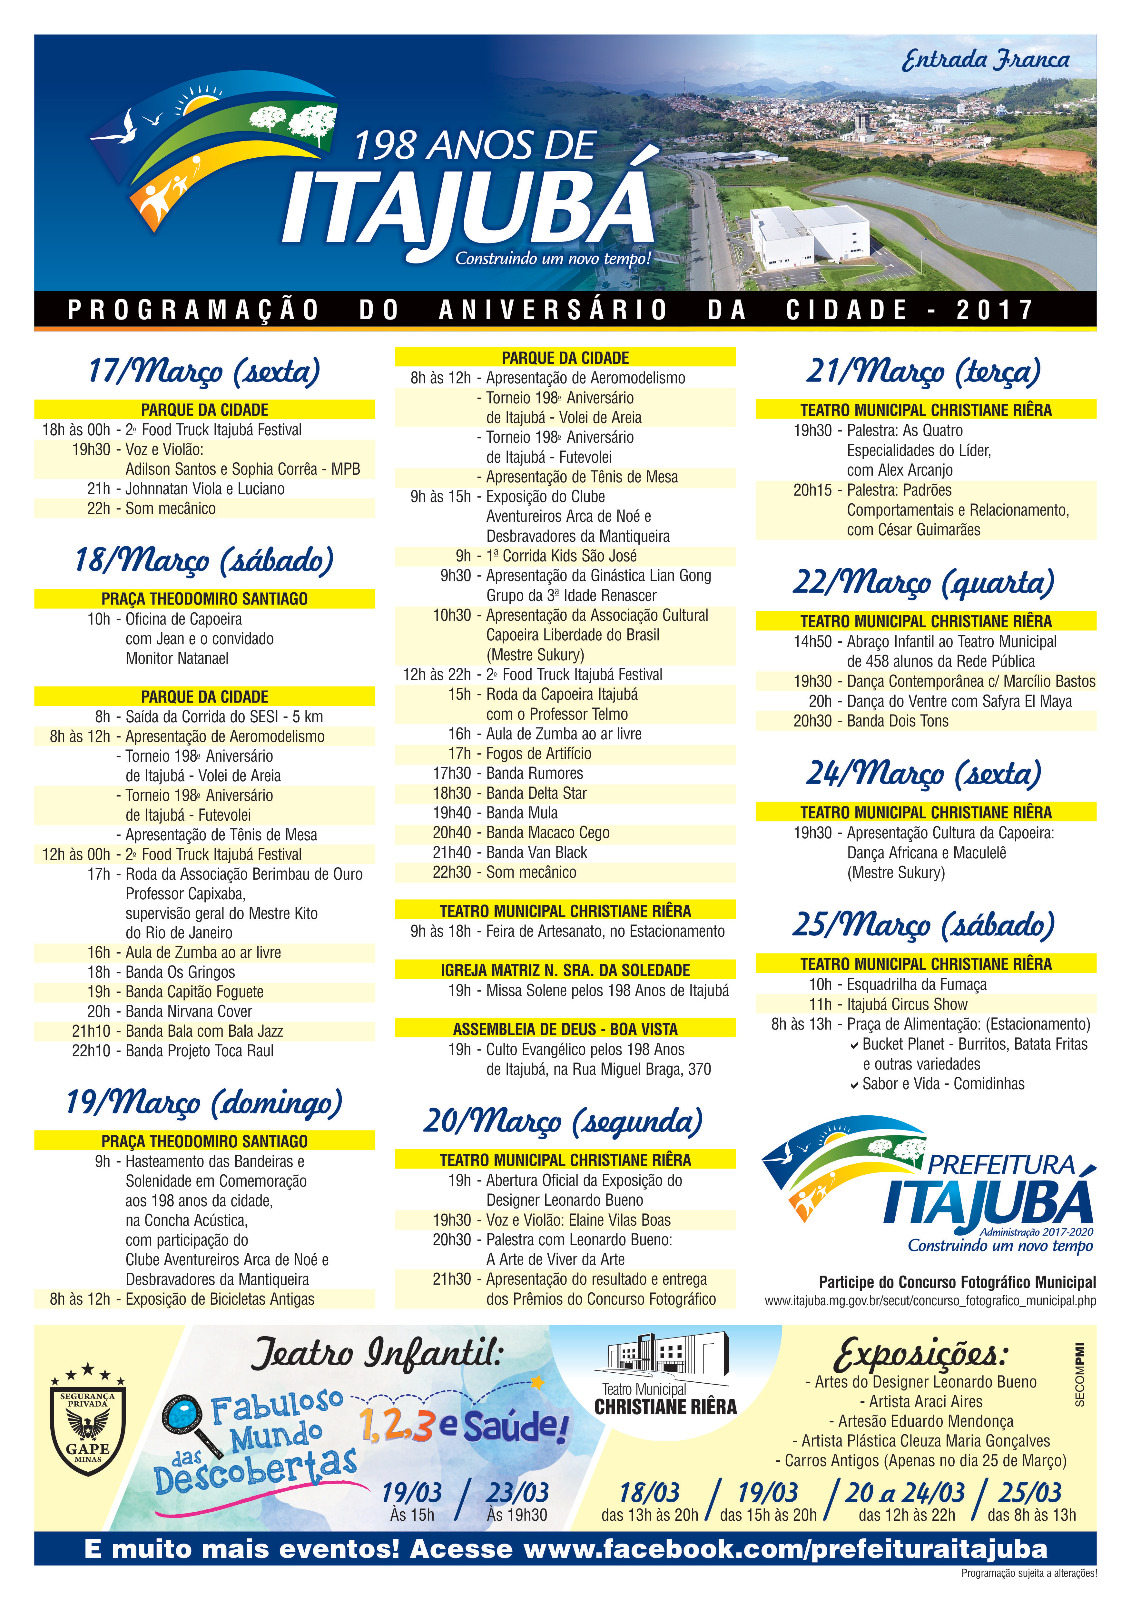 Entrada Franca
198 ANOS DE
ITAJUBÁ
Construindo um novo tempo!
PROGRAMAÇÃO DO ANIVERSÁRIO DA CIDADE - 2017
17/Março (sexta)
PARQUE DA CIDADE
18h às 00h - 2º Food Truck Itajubá Festival
19h30 - Voz e Violão:
Adilson Santos e Sophia Corrêa - MPB
21h - Johnnatan Viola e Luciano
22h - Som mecânico
18/Março (sábado)
PRAÇA THEODOMIRO SANTIAGO
10h - Oficina de Capoeira
com Jean e o convidado
Monitor Natanael
PARQUE DA CIDADE
8h - Saída da Corrida do SESI - 5 km
8h às 12h - Apresentação de Aeromodelismo
- Torneio 198º Aniversário
de Itajubá - Volei de Areia
- Torneio 198º Aniversário
de Itajubá - Futevolei
- Apresentação de Tênis de Mesa
12h às 00h - 2º Food Truck Itajubá Festival
17h - Roda da Associação Berimbau de Ouro
Professor Capixaba,
supervisão geral do Mestre Kito
do Rio de Janeiro
16h - Aula de Zumba ao ar livre
18h - Banda Os Gringos
19h - Banda Capitão Foguete
20h - Banda Nirvana Cover
21h10 - Banda Bala com Bala Jazz
22h10 - Banda Projeto Toca Raul
19/Março (domingo)
PRAÇA THEODOMIRO SANTIAGO
9h - Hasteamento das Bandeiras e
Solenidade em Comemoração
aos 198 anos da cidade,
na Concha Acústica,
com participação do
Clube Aventureiros Arca de Noé e
Desbravadores da Mantiqueira
8h às 12h - Exposição de Bicicletas Antigas
PARQUE DA CIDADE
8h às 12h - Apresentação de Aeromodelismo
- Torneio 198º Aniversário
de Itajubá - Volei de Areia
- Torneio 198º Aniversário
de Itajubá - Futevolei
- Apresentação de Tênis de Mesa
9h às 15h - Exposição do Clube
Aventureiros Arca de Noé e
Desbravadores da Mantiqueira
9h - 1ª Corrida Kids São José
9h30 - Apresentação da Ginástica Lian Gong
Grupo da 3ª Idade Renascer
10h30 - Apresentação da Associação Cultural
Capoeira Liberdade do Brasil
(Mestre Sukury)
12h às 22h - 2º Food Truck Itajubá Festival
15h - Roda da Capoeira Itajubá
com o Professor Telmo
16h - Aula de Zumba ao ar livre
17h - Fogos de Artifício
17h30 - Banda Rumores
18h30 - Banda Delta Star
19h40 - Banda Mula
20h40 - Banda Macaco Cego
21h40 - Banda Van Black
22h30 - Som mecânico
TEATRO MUNICIPAL CHRISTIANE RIÊRA
9h às 18h - Feira de Artesanato, no Estacionamento
IGREJA MATRIZ N. SRA. DA SOLEDADE
19h - Missa Solene pelos 198 Anos de Itajubá
ASSEMBLEIA DE DEUS - BOA VISTA
19h - Culto Evangélico pelos 198 Anos
de Itajubá, na Rua Miguel Braga, 370
20/Março (segunda)
TEATRO MUNICIPAL CHRISTIANE RIÊRA
19h - Abertura Oficial da Exposição do
Designer Leonardo Bueno
19h30 - Voz e Violão: Elaine Vilas Boas
20h30 - Palestra com Leonardo Bueno:
A Arte de Viver da Arte
21h30 - Apresentação do resultado e entrega
dos Prêmios do Concurso Fotográfico
21/Março (terça)
TEATRO MUNICIPAL CHRISTIANE RIÊRA
19h30 - Palestra: As Quatro
Especialidades do Líder,
com Alex Arcanjo
20h15 - Palestra: Padrões
Comportamentais e Relacionamento,
com César Guimarães
22/Março (quarta)
TEATRO MUNICIPAL CHRISTIANE RIÊRA
14h50 - Abraço Infantil ao Teatro Municipal
de 458 alunos da Rede Pública
19h30 - Dança Contemporânea c/ Marcílio Bastos
20h - Dança do Ventre com Safyra El Maya
20h30 - Banda Dois Tons
24/Março (sexta)
TEATRO MUNICIPAL CHRISTIANE RIÊRA
19h30 - Apresentação Cultura da Capoeira:
Dança Africana e Maculelê
(Mestre Sukury)
25/Março (sábado)
TEATRO MUNICIPAL CHRISTIANE RIÊRA
10h - Esquadrilha da Fumaça
11h - Itajubá Circus Show
8h às 13h - Praça de Alimentação: (Estacionamento)
Bucket Planet - Burritos, Batata Fritas
e outras variedades
Sabor e Vida - Comidinhas
PREFEITURA
ITAJUBÁ
Administração 2017-2020
Construindo um novo tempo
Participe do Concurso Fotográfico Municipal
www.itajuba.mg.gov.br/secut/concurso_fotografico_municipal.php
SEGURANÇA
PRIVADA
GAPE
MINAS
Teatro Infantil:
Fabuloso
Mundo
das
Descobertas
1,2,3 e Saúde!
19/03 / 23/03
Às 15h Às 19h30
Teatro Municipal
CHRISTIANE RIÊRA
Exposições:
- Artes do Designer Leonardo Bueno
- Artista Araci Aires
- Artesão Eduardo Mendonça
- Artista Plástica Cleuza Maria Gonçalves
- Carros Antigos (Apenas no dia 25 de Março)
18/03 / 19/03 / 20 a 24/03 / 25/03
das 13h às 20h das 15h às 20h das 12h às 22h das 8h às 13h
SECOMPMI
E muito mais eventos! Acesse www.facebook.com/prefeituraitajuba
Programação sujeita a alterações!